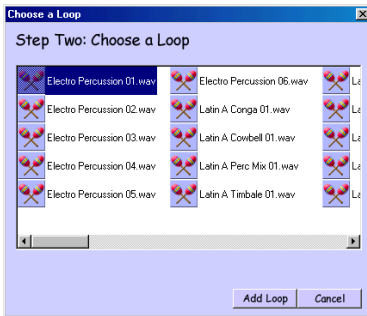 Choose a Loop
Step Two: Choose a Loop
Electro Percussion 01.wav
Electro Percussion 02.wav
Electro Percussion 03.wav
Electro Percussion 04.wav
Electro Percussion 05.wav
Electro Percussion 06.wav
Latin A Conga 01.wav
Latin A Cowbell 01.wav
Latin A Perc Mix 01.wav
Latin A Timbale 01.wav
Add Loop Cancel